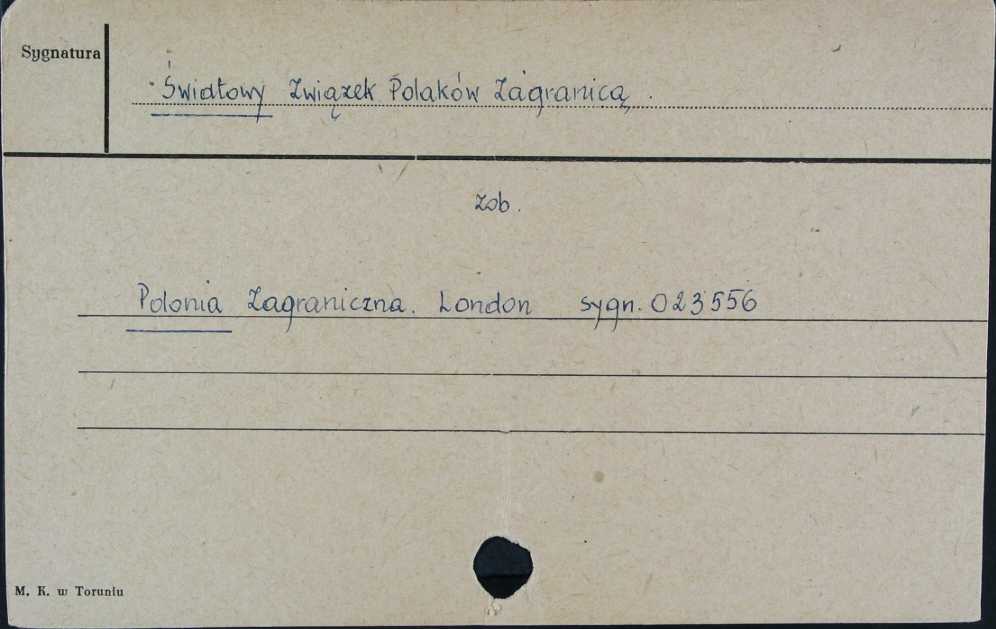 Sygnatura
Światowy Związek Polaków Zagranicą.
zob.
Polonia Zagraniczna. London sygn. 023556
M. K. w Toruniu